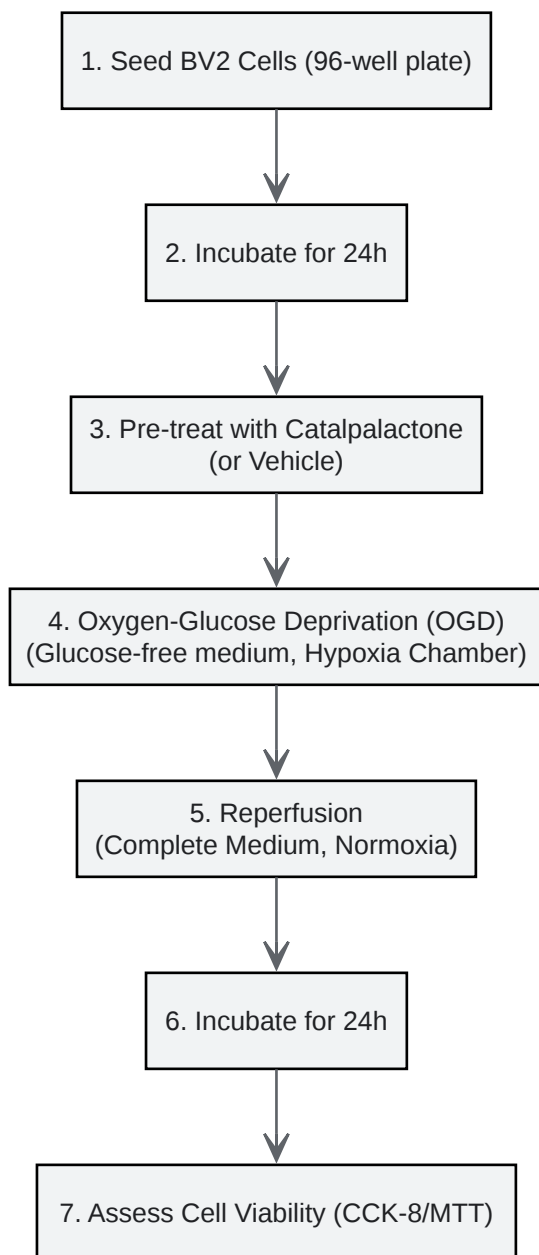 1. Seed BV2 Cells (96-well plate)
2. Incubate for 24h
3. Pre-treat with Catalpalactone
(or Vehicle)
4. Oxygen-Glucose Deprivation (OGD)
(Glucose-free medium, Hypoxia Chamber)
5. Reperfusion
(Complete Medium, Normoxia)
6. Incubate for 24h
7. Assess Cell Viability (CCK-8/MTT)